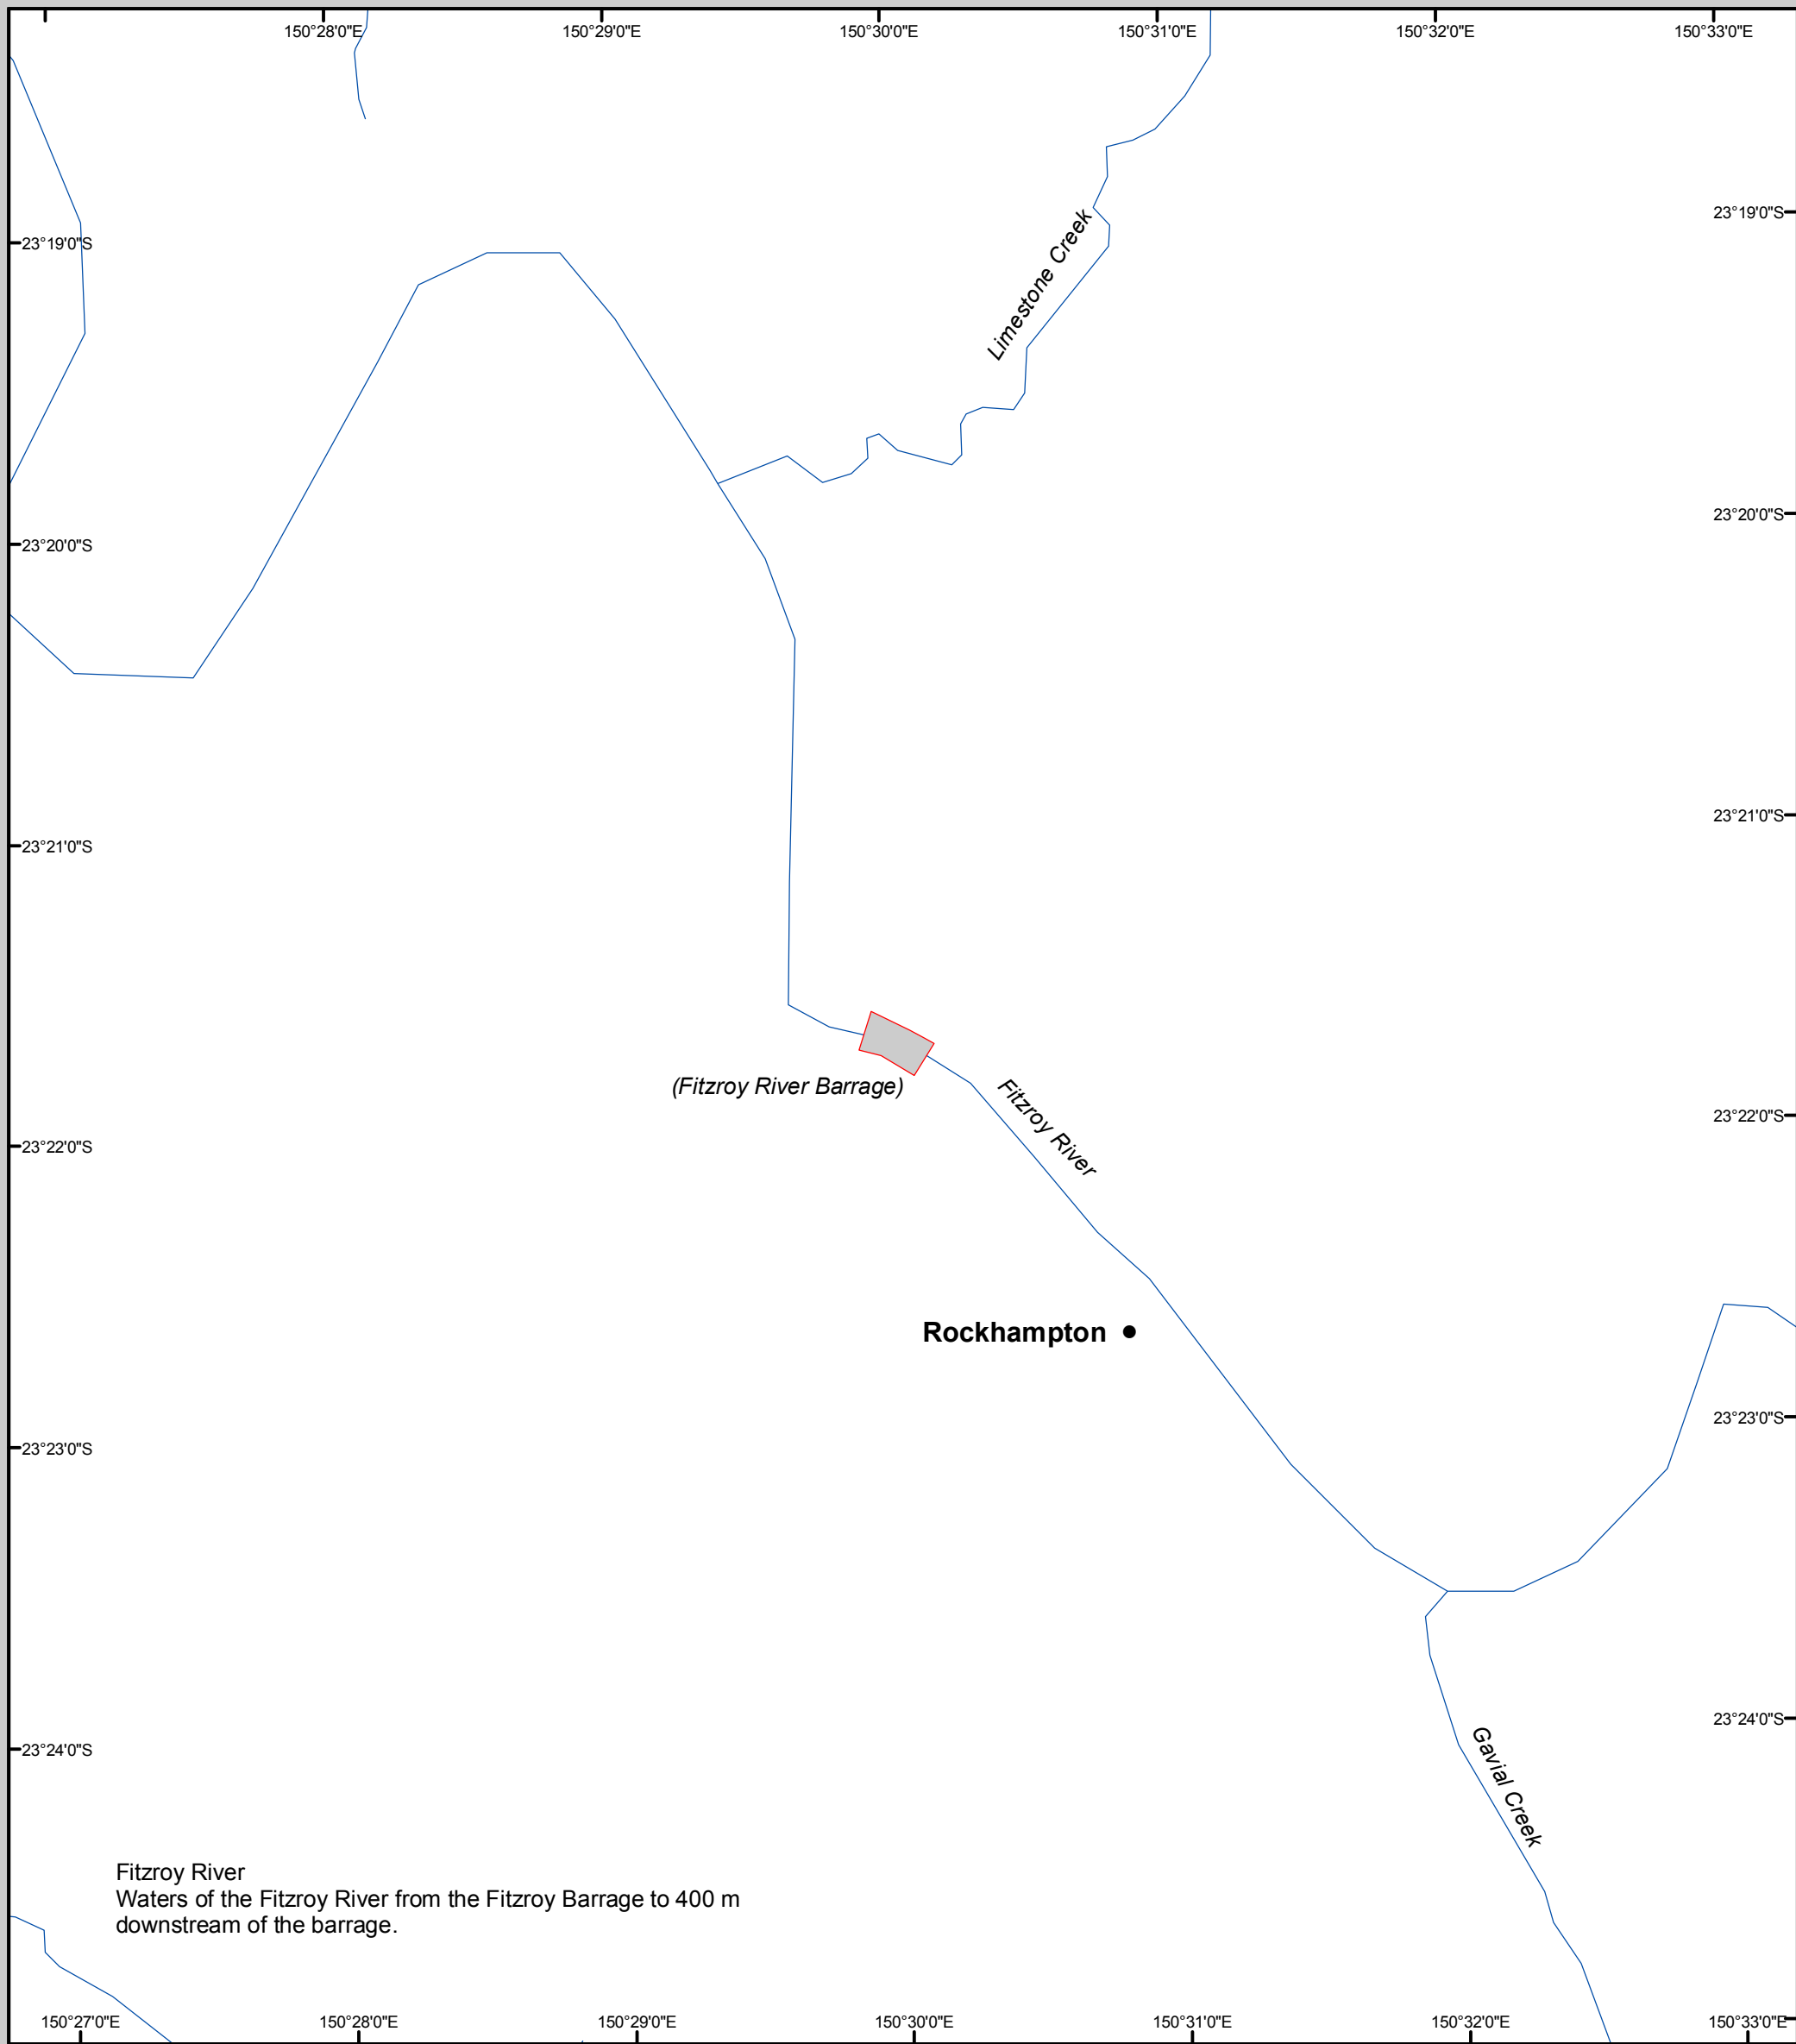 150°28'0"E 150°29'0"E 150°30'0"E 150°31'0"E 150°32'0"E 150°33'0"E
23°19'0"S
23°19'0"S
Limestone Creek
23°20'0"S
23°20'0"S
23°21'0"S
23°21'0"S
(Fitzroy River Barrage)
Fitzroy River
23°22'0"S
23°22'0"S
Rockhampton
23°23'0"S
23°23'0"S
23°24'0"S
23°24'0"S
Gavial Creek
Fitzroy River
Waters of the Fitzroy River from the Fitzroy Barrage to 400 m
downstream of the barrage.
150°27'0"E 150°28'0"E 150°29'0"E 150°30'0"E 150°31'0"E 150°32'0"E 150°33'0"E